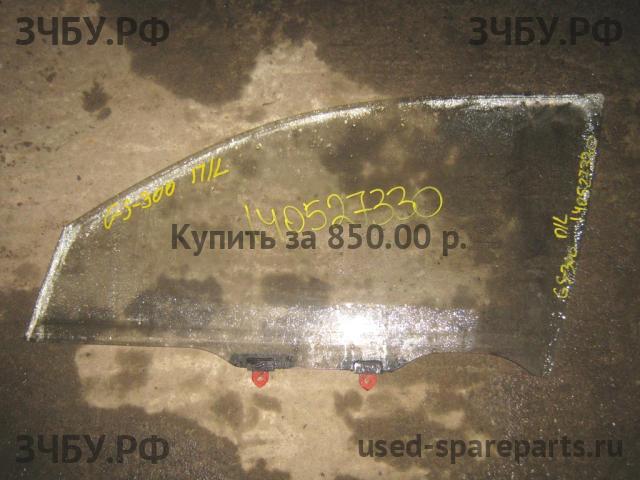 ЗЧБУ.РФ ЗЧБУ.РФ
GS-300 П/L
140527330
Купить за 850.00 р.
GS300 П/L 140527330
ЗЧБУ.РФ used-spareparts.ru